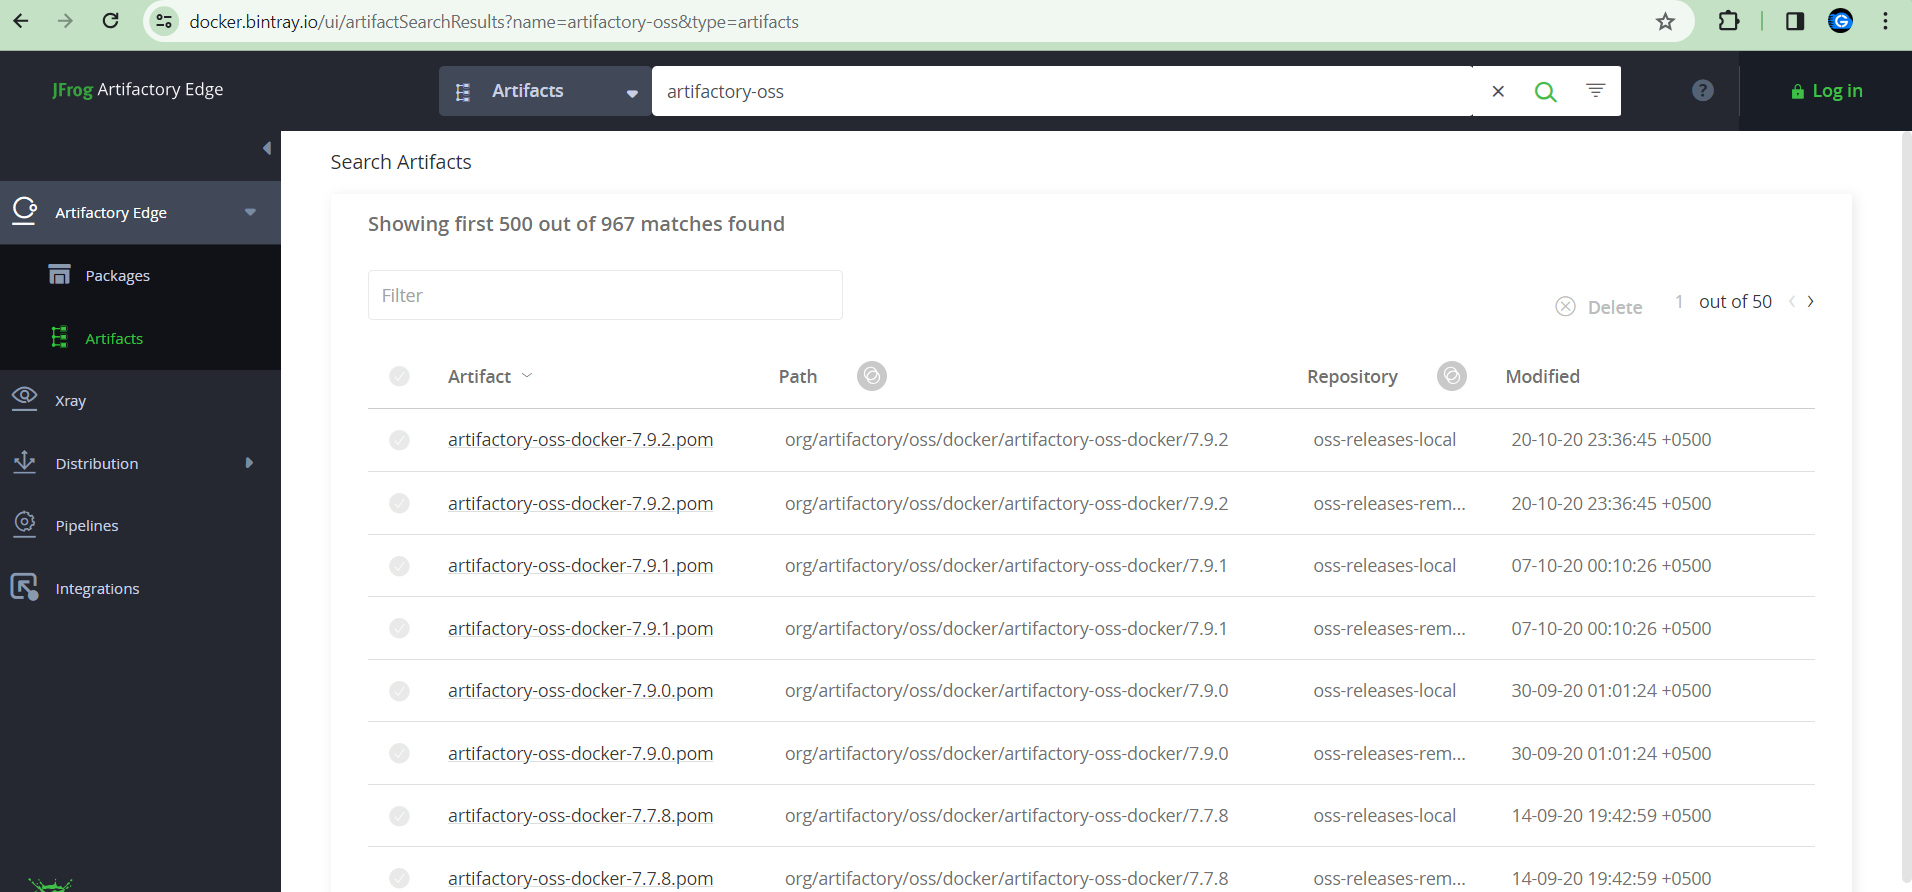 docker.bintray.io/ui/artifactSearchResults?name=artifactory-oss&type=artifacts
G
JFrog Artifactory Edge
Artifacts
artifactory-oss
?
Log in
Search Artifacts
Artifactory Edge
Packages
Artifacts
Xray
Distribution
Pipelines
Integrations
Showing first 500 out of 967 matches found
Filter
Delete 1 out of 50
Artifact Path Repository Modified
artifactory-oss-docker-7.9.2.pom org/artifactory/oss/docker/artifactory-oss-docker/7.9.2 oss-releases-local 20-10-20 23:36:45 +0500
artifactory-oss-docker-7.9.2.pom org/artifactory/oss/docker/artifactory-oss-docker/7.9.2 oss-releases-rem... 20-10-20 23:36:45 +0500
artifactory-oss-docker-7.9.1.pom org/artifactory/oss/docker/artifactory-oss-docker/7.9.1 oss-releases-local 07-10-20 00:10:26 +0500
artifactory-oss-docker-7.9.1.pom org/artifactory/oss/docker/artifactory-oss-docker/7.9.1 oss-releases-rem... 07-10-20 00:10:26 +0500
artifactory-oss-docker-7.9.0.pom org/artifactory/oss/docker/artifactory-oss-docker/7.9.0 oss-releases-local 30-09-20 01:01:24 +0500
artifactory-oss-docker-7.9.0.pom org/artifactory/oss/docker/artifactory-oss-docker/7.9.0 oss-releases-rem... 30-09-20 01:01:24 +0500
artifactory-oss-docker-7.7.8.pom org/artifactory/oss/docker/artifactory-oss-docker/7.7.8 oss-releases-local 14-09-20 19:42:59 +0500
artifactory-oss-docker-7.7.8.pom org/artifactory/oss/docker/artifactory-oss-docker/7.7.8 oss-releases-rem... 14-09-20 19:42:59 +0500